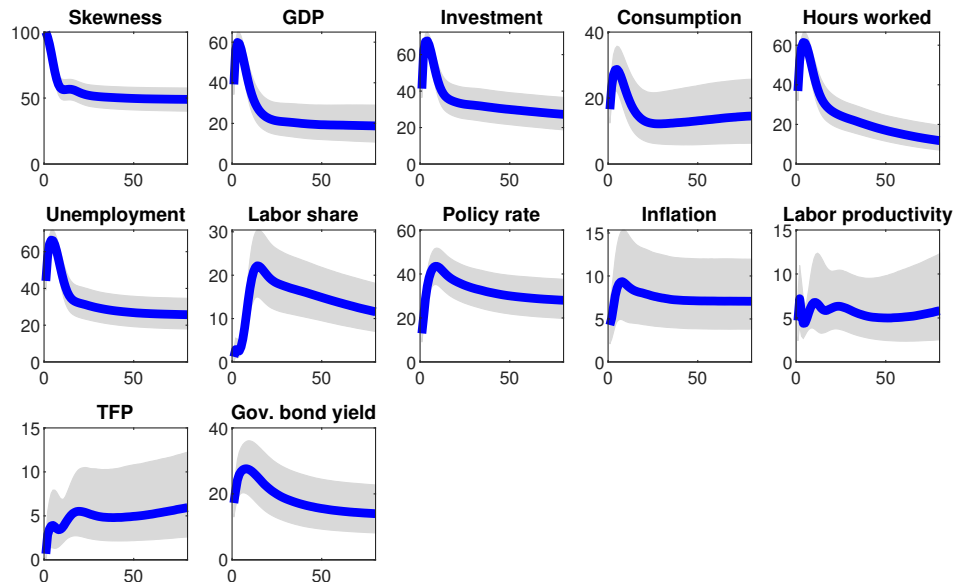 Skewness GDP Investment Consumption Hours worked
100 60 60 40 60
50 40 40 20 40
20 20 20
0 0 0 0 0
0 50 0 50 0 50 0 50 0 50
Unemployment Labor share Policy rate Inflation Labor productivity
60 30 60 15 15
40 20 40 10 10
20 10 20 5 5
0 0 0 0 0
0 50 0 50 0 50 0 50 0 50
TFP Gov. bond yield
15 40
10 20
5
0 0
0 50 0 50